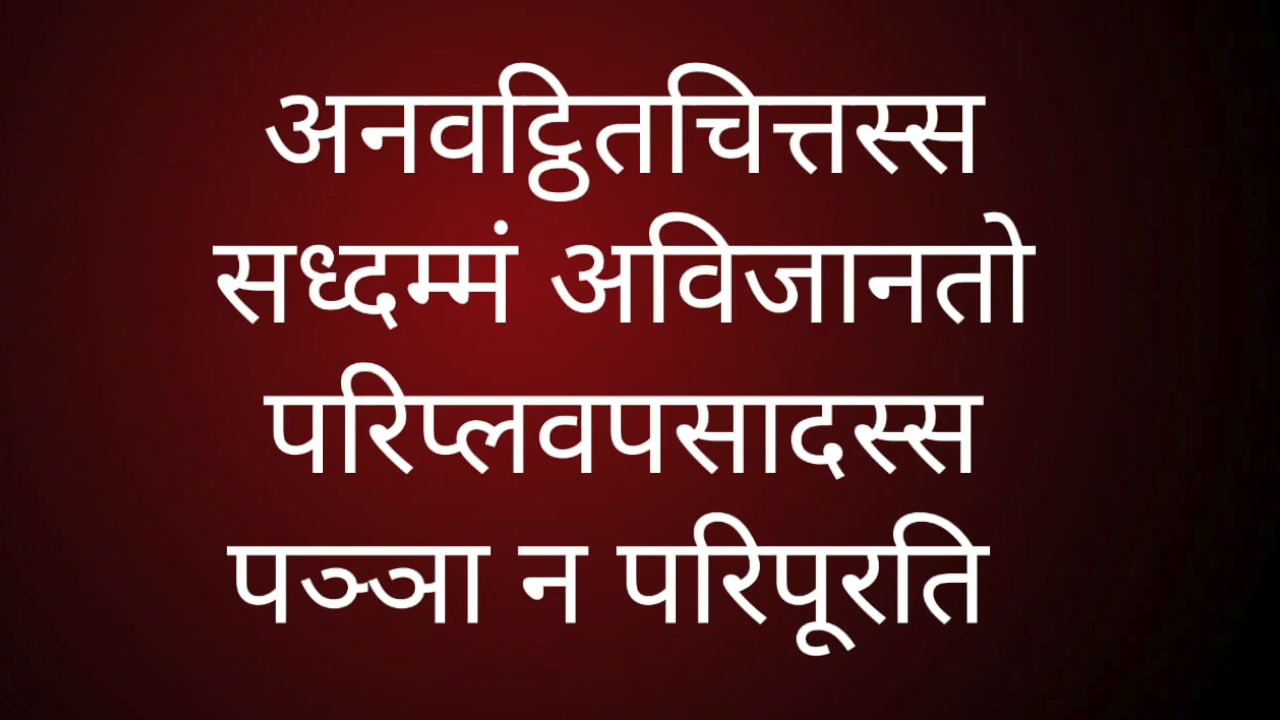 अनवट्ठितचित्तस्स
सध्दम्मं अविजानतो
परिप्लवपसादस्स
पञ्ञा न परिपूरति